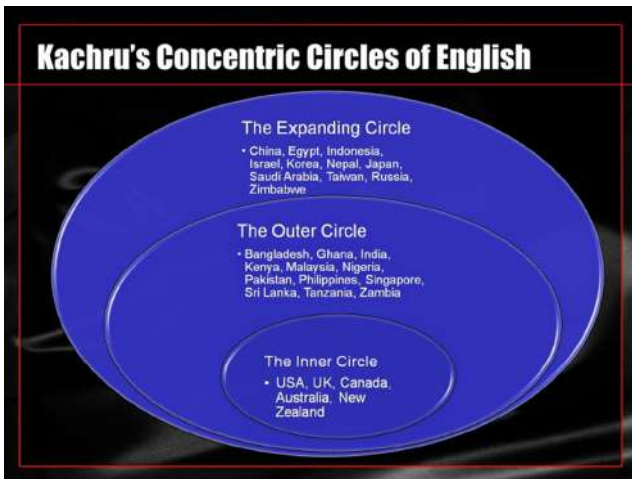 Kachru's Concentric Circles of English
The Expanding Circle
• China, Egypt, Indonesia,
Israel, Korea, Nepal, Japan,
Saudi Arabia, Taiwan, Russia,
Zimbabwe
The Outer Circle
• Bangladesh, Ghana, India,
Kenya, Malaysia, Nigeria,
Pakistan, Philippines, Singapore,
Sri Lanka, Tanzania, Zambia
The Inner Circle
• USA, UK, Canada,
Australia, New
Zealand